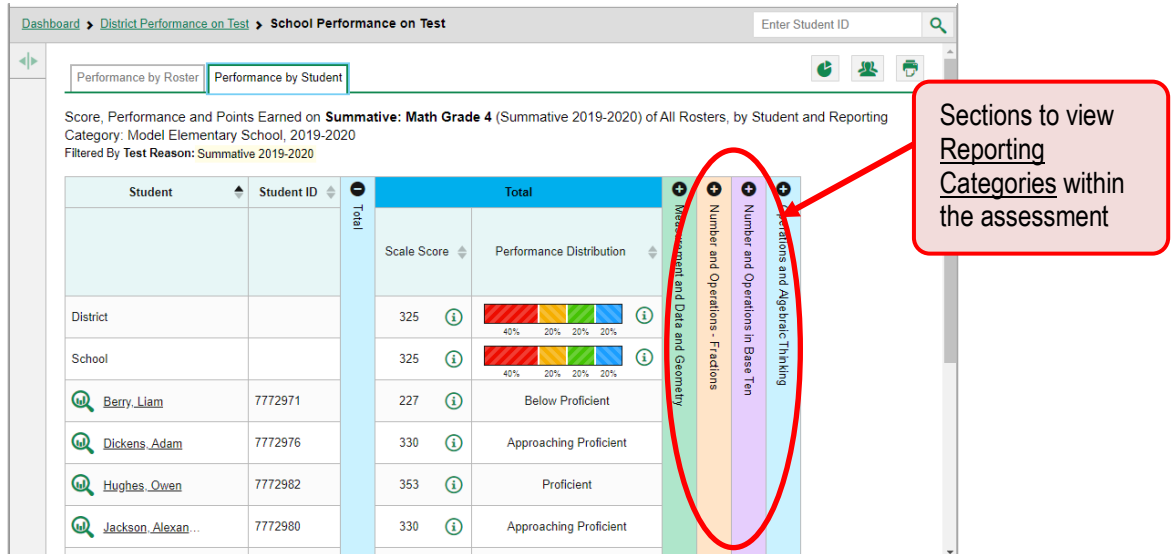 Dashboard > District Performance on Test > School Performance on Test
Enter Student ID
Performance by Roster
Performance by Student
Score, Performance and Points Earned on Summative: Math Grade 4 (Summative 2019-2020) of All Rosters, by Student and Reporting
Category: Model Elementary School, 2019-2020
Filtered By Test Reason: Summative 2019-2020
Student
Student ID
Total
Total
Scale Score
Performance Distribution
Measurement and Data and Geometry
Number and Operations - Fractions
Number and Operations in Base Ten
Operations and Algebraic Thinking
District
325
40% 20% 20% 20%
School
325
40% 20% 20% 20%
Berry, Liam 7772971 227 Below Proficient
Dickens, Adam 7772976 330 Approaching Proficient
Hughes, Owen 7772982 353 Proficient
Jackson, Alexan... 7772980 330 Approaching Proficient
Sections to view
Reporting
Categories within
the assessment